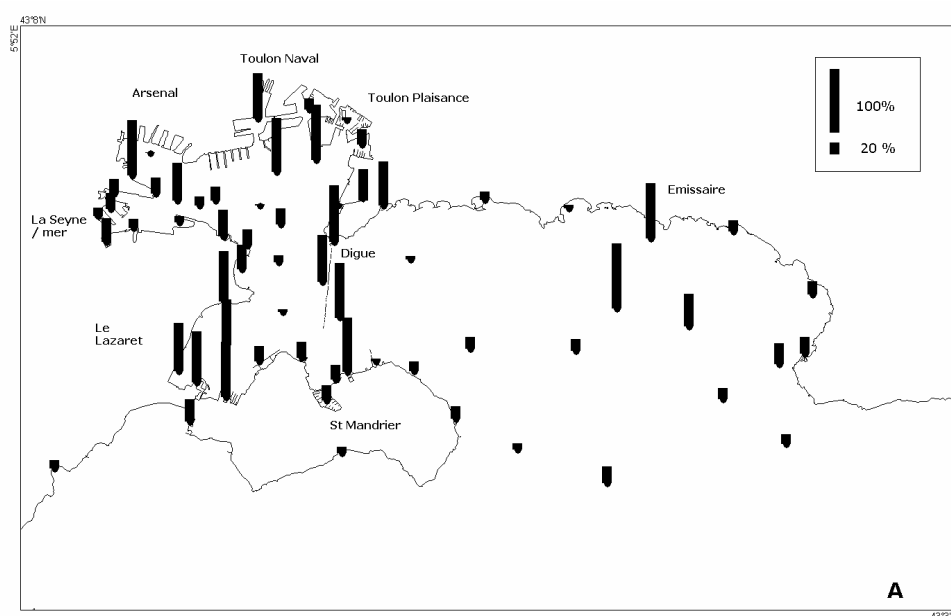 43°8'N
5°52'E
Toulon Naval
Arsenal
Toulon Plaisance
100%
20 %
Emissaire
La Seyne
/ mer
Digue
Le
Lazaret
St Mandrier
A